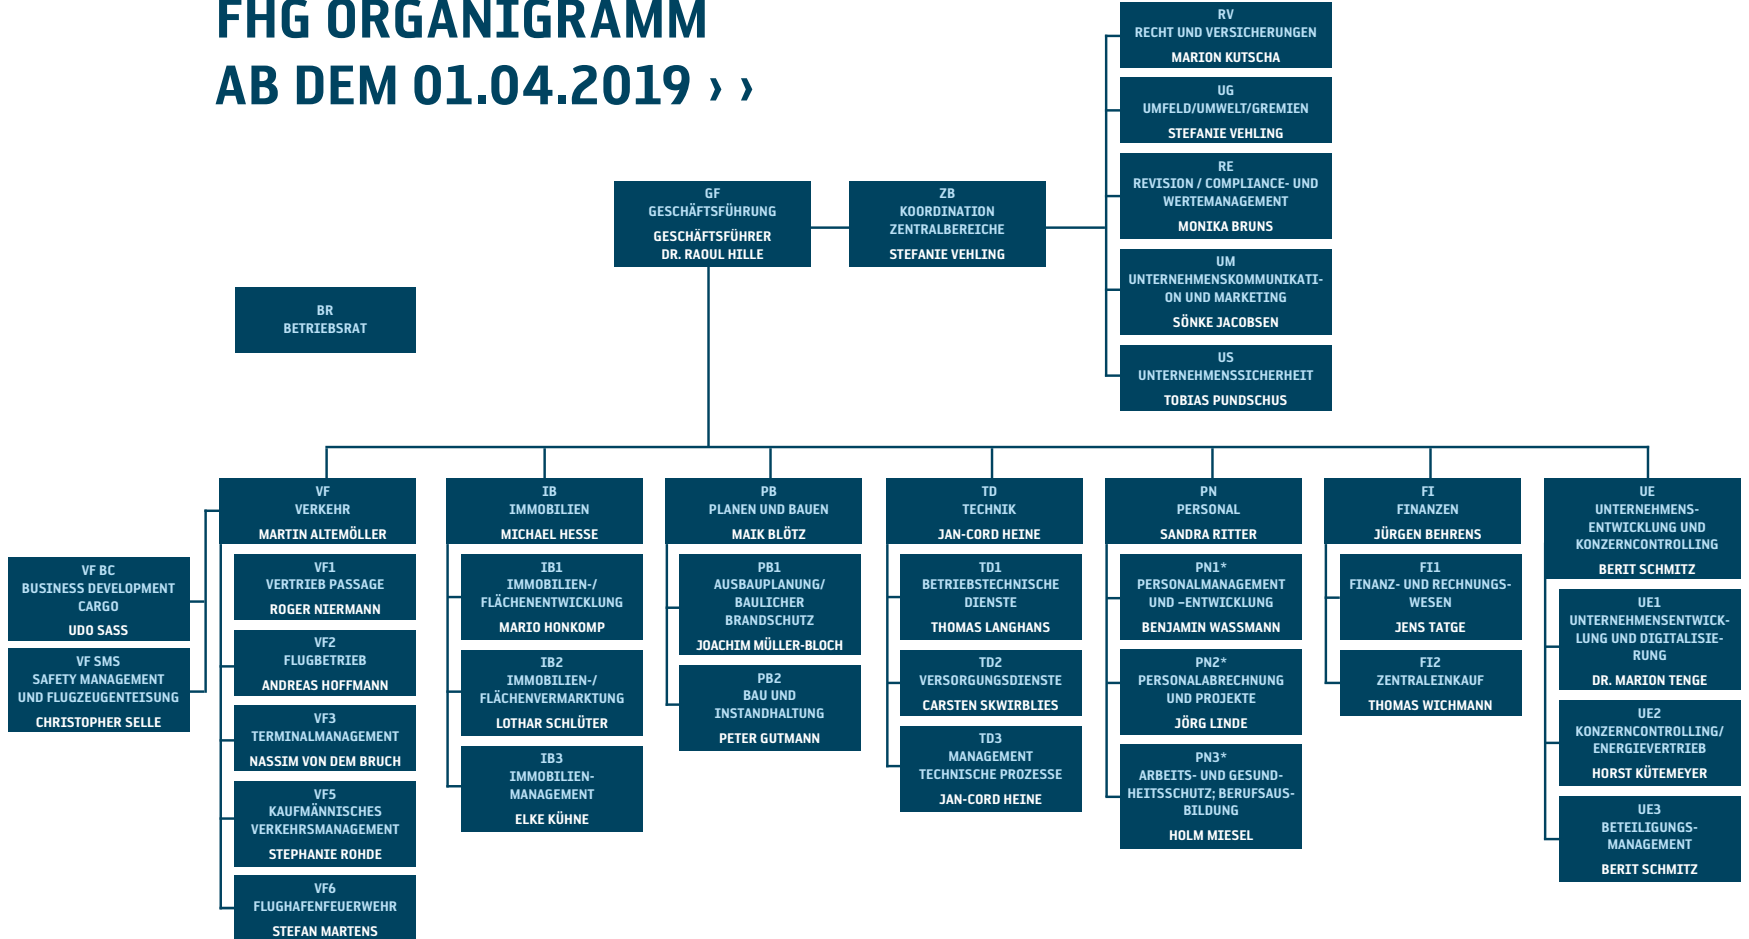 FHG ORGANIGRAMM
AB DEM 01.04.2019 › ›
RV
RECHT UND VERSICHERUNGEN
MARION KUTSCHA
UG
UMFELD/UMWELT/GREMIEN
STEFANIE VEHLING
RE
REVISION / COMPLIANCE- UND
WERTEMANAGEMENT
MONIKA BRUNS
UM
UNTERNEHMENSKOMMUNIKATI-
ON UND MARKETING
SÖNKE JACOBSEN
US
UNTERNEHMENSSICHERHEIT
TOBIAS PUNDSCHUS
GF
GESCHÄFTSFÜHRUNG
GESCHÄFTSFÜHRER
DR. RAOUL HILLE
ZB
KOORDINATION
ZENTRALBEREICHE
STEFANIE VEHLING
BR
BETRIEBSRAT
VF
VERKEHR
MARTIN ALTEMÖLLER
VF BC
BUSINESS DEVELOPMENT
CARGO
UDO SASS
VF SMS
SAFETY MANAGEMENT
UND FLUGZEUGENTEISUNG
CHRISTOPHER SELLE
VF1
VERTRIEB PASSAGE
ROGER NIERMANN
VF2
FLUGBETRIEB
ANDREAS HOFFMANN
VF3
TERMINALMANAGEMENT
NASSIM VON DEM BRUCH
VF5
KAUFMÄNNISCHES
VERKEHRSMANAGEMENT
STEPHANIE ROHDE
VF6
FLUGHAFENFEUERWEHR
STEFAN MARTENS
IB
IMMOBILIEN
MICHAEL HESSE
IB1
IMMOBILIEN-/
FLÄCHENENTWICKLUNG
MARIO HONKOMP
IB2
IMMOBILIEN-/
FLÄCHENVERMARKTUNG
LOTHAR SCHLÜTER
IB3
IMMOBILIEN-
MANAGEMENT
ELKE KÜHNE
PB
PLANEN UND BAUEN
MAIK BLÖTZ
PB1
AUSBAUPLANUNG/
BAULICHER
BRANDSCHUTZ
JOACHIM MÜLLER-BLOCH
PB2
BAU UND
INSTANDHALTUNG
PETER GUTMANN
TD
TECHNIK
JAN-CORD HEINE
TD1
BETRIEBSTECHNISCHE
DIENSTE
THOMAS LANGHANS
TD2
VERSORGUNGSDIENSTE
CARSTEN SKWIRBLIES
TD3
MANAGEMENT
TECHNISCHE PROZESSE
JAN-CORD HEINE
PN
PERSONAL
SANDRA RITTER
PN1*
PERSONALMANAGEMENT
UND –ENTWICKLUNG
BENJAMIN WASSMANN
PN2*
PERSONALABRECHNUNG
UND PROJEKTE
JÖRG LINDE
PN3*
ARBEITS- UND GESUND-
HEITSSCHUTZ; BERUFSAUS-
BILDUNG
HOLM MIESEL
FI
FINANZEN
JÜRGEN BEHRENS
FI1
FINANZ- UND RECHNUNGS-
WESEN
JENS TATGE
FI2
ZENTRALEINKAUF
THOMAS WICHMANN
UE
UNTERNEHMENS-
ENTWICKLUNG UND
KONZERNCONTROLLING
BERIT SCHMITZ
UE1
UNTERNEHMENSENTWICK-
LUNG UND DIGITALISIE-
RUNG
DR. MARION TENGE
UE2
KONZERNCONTROLLING/
ENERGIEVERTRIEB
HORST KÜTEMEYER
UE3
BETEILIGUNGS-
MANAGEMENT
BERIT SCHMITZ